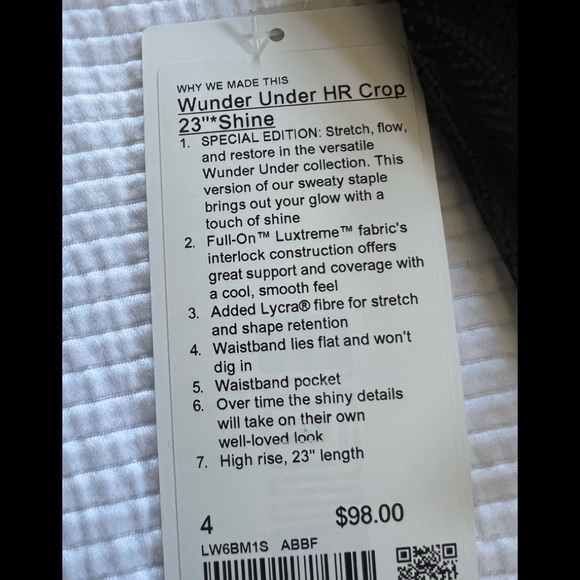 WHY WE MADE THIS
Wunder Under HR Crop
23"*Shine
1. SPECIAL EDITION: Stretch, flow,
and restore in the versatile
Wunder Under collection. This
version of our sweaty staple
brings out your glow with a
touch of shine
2. Full-On™ Luxtreme™ fabric's
interlock construction offers
great support and coverage with
a cool, smooth feel
3. Added Lycra® fibre for stretch
and shape retention
4. Waistband lies flat and won't
dig in
5. Waistband pocket
6. Over time the shiny details
will take on their own
well-loved look
7. High rise, 23" length
4 $98.00
LW6BM1S ABBF